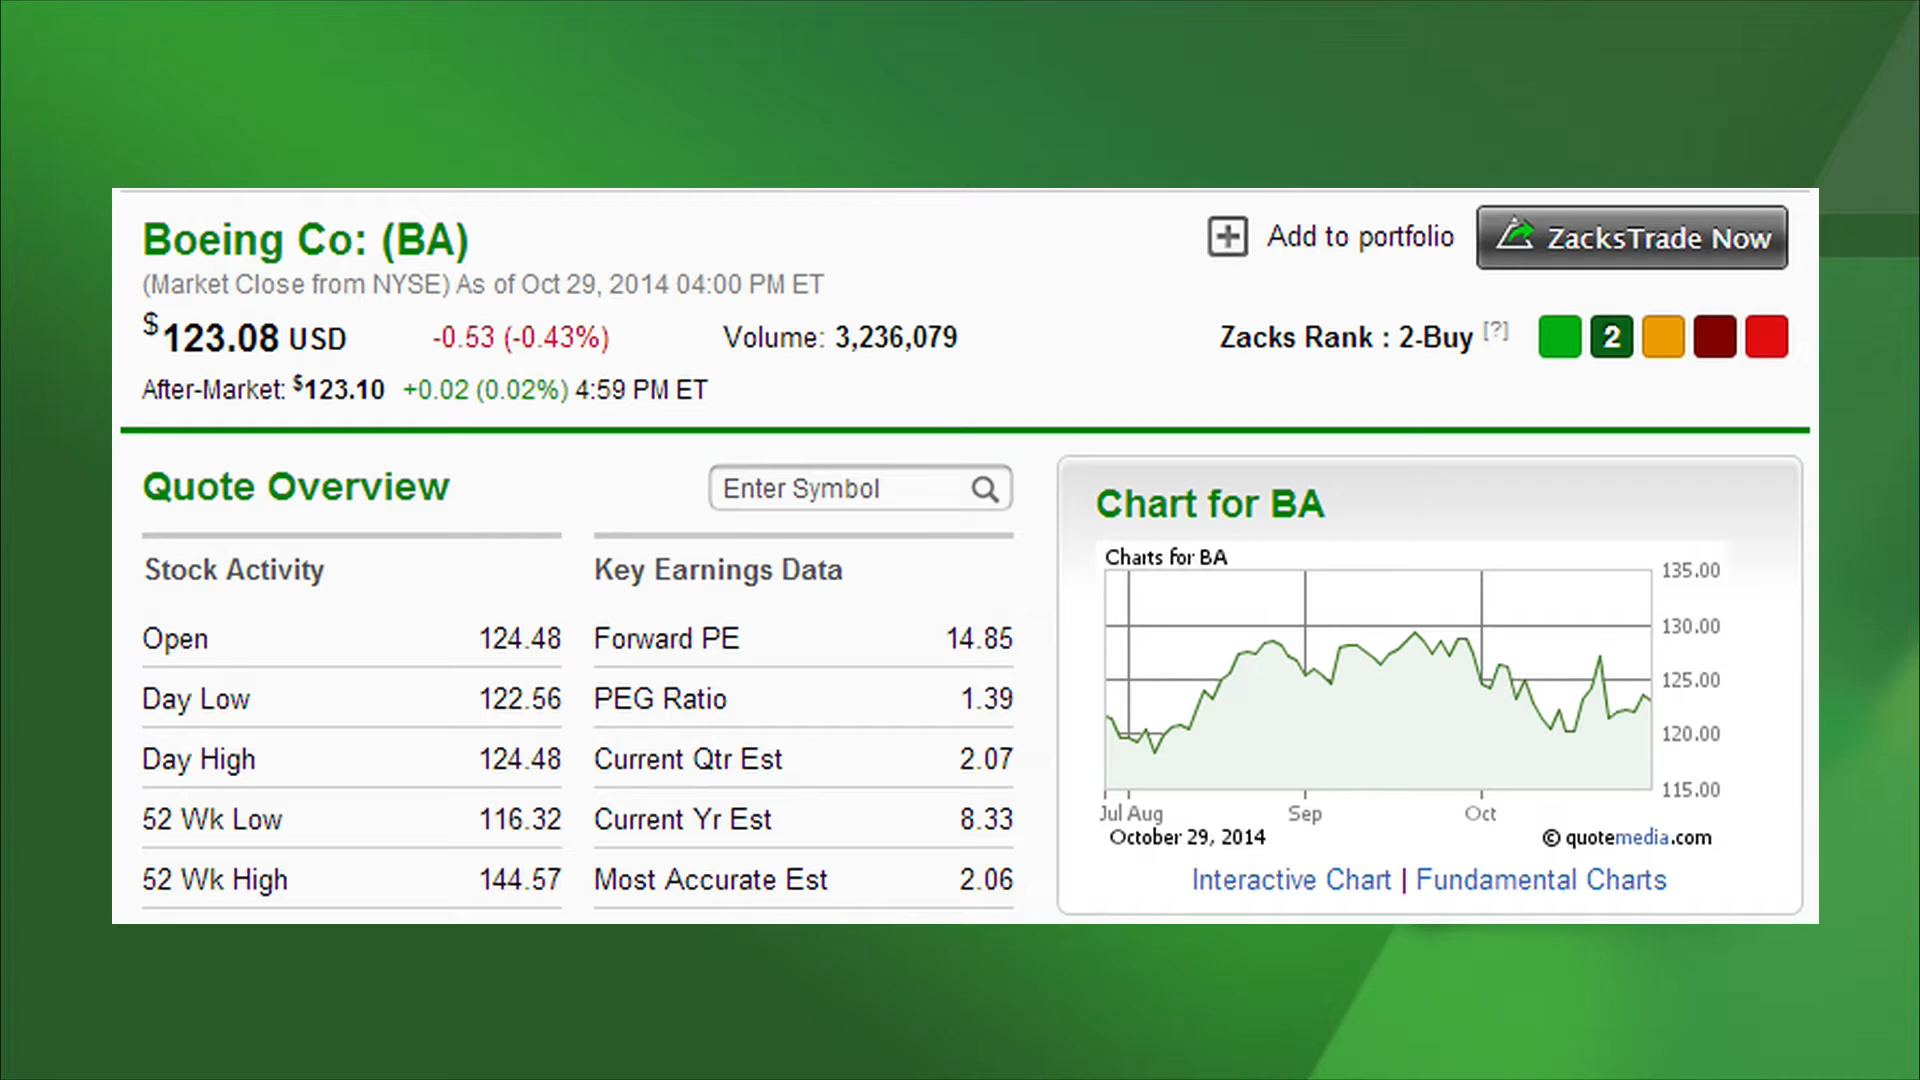 Boeing Co: (BA)
Add to portfolio
ZacksTrade Now
(Market Close from NYSE) As of Oct 29, 2014 04:00 PM ET
$123.08 USD -0.53 (-0.43%) Volume: 3,236,079
Zacks Rank : 2-Buy [?] 2
After-Market: $123.10 +0.02 (0.02%) 4:59 PM ET
Quote Overview
Enter Symbol
Stock Activity
Open 124.48
Day Low 122.56
Day High 124.48
52 Wk Low 116.32
52 Wk High 144.57
Key Earnings Data
Forward PE 14.85
PEG Ratio 1.39
Current Qtr Est 2.07
Current Yr Est 8.33
Most Accurate Est 2.06
Chart for BA
Charts for BA
135.00
130.00
125.00
120.00
115.00
Jul Aug Sep Oct
October 29, 2014 © quotemedia.com
Interactive Chart | Fundamental Charts